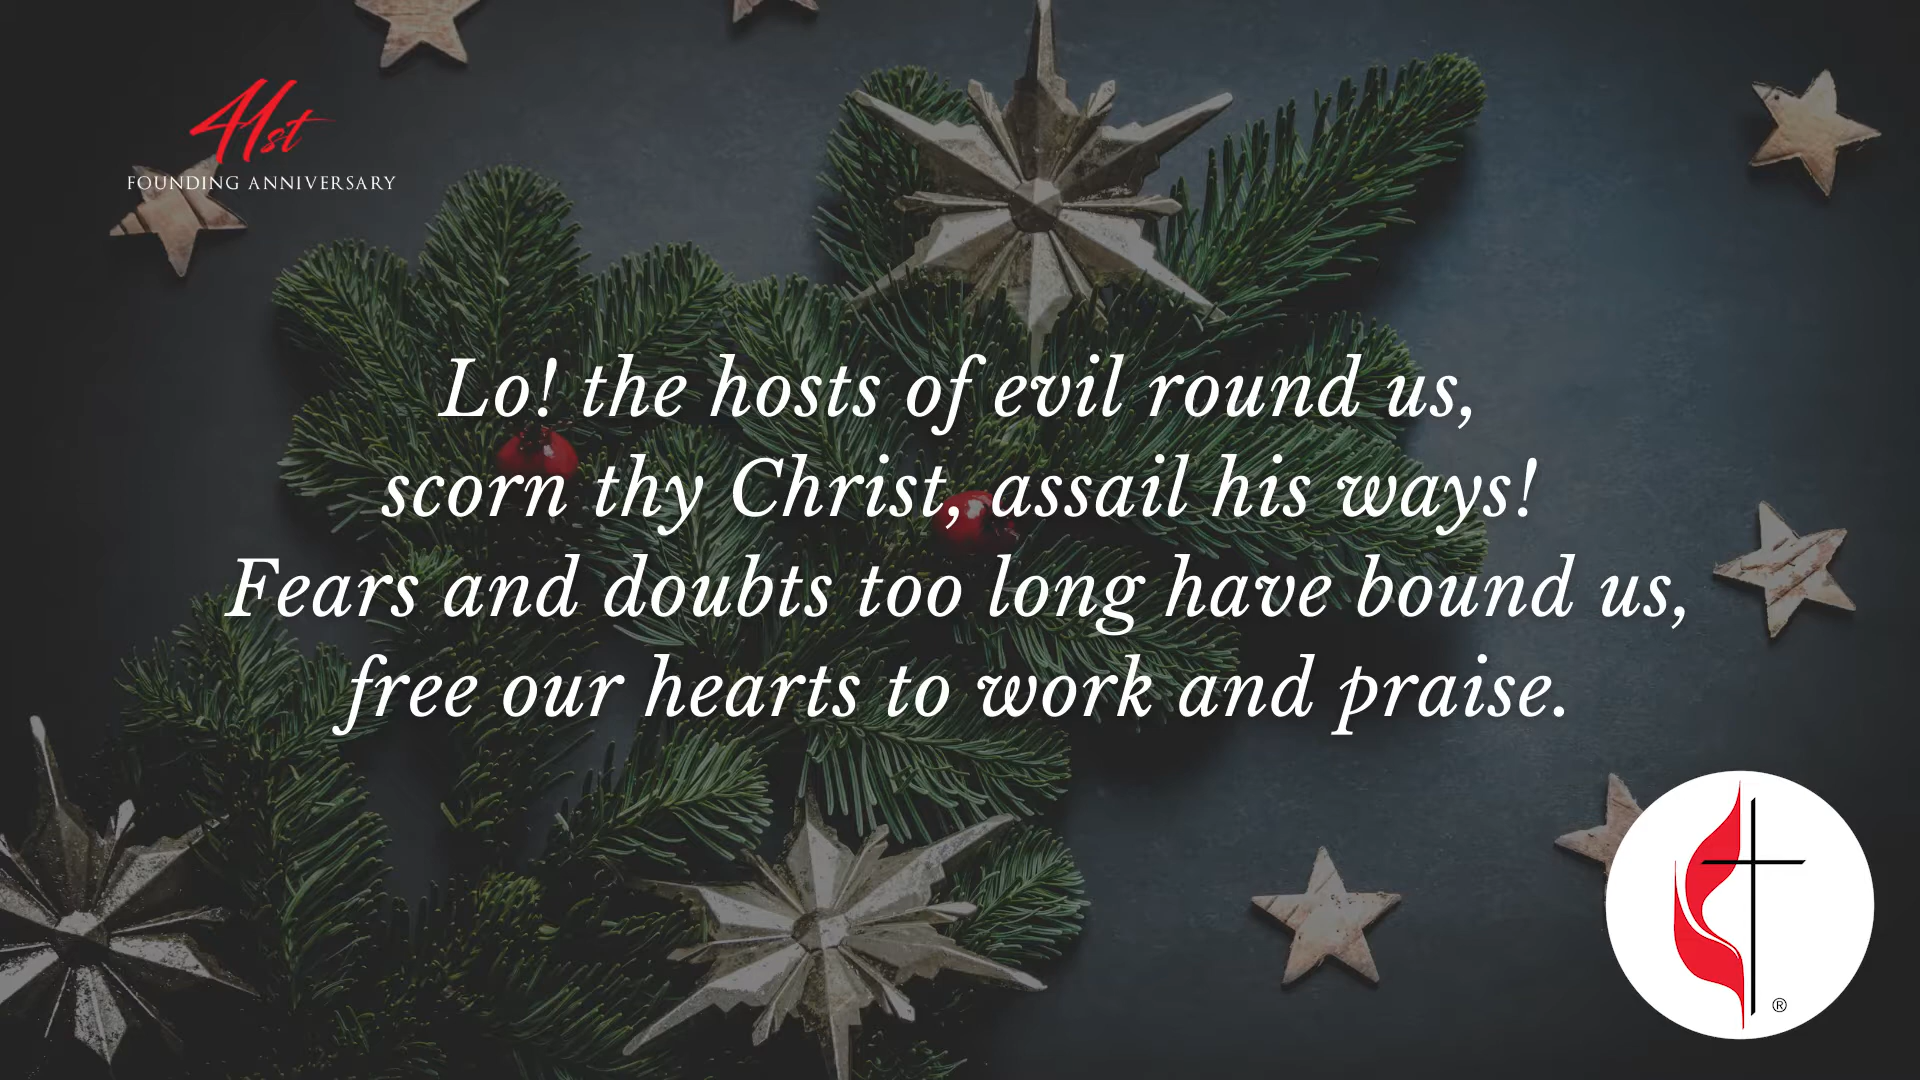 41st
FOUNDING ANNIVERSARY
Lo! the hosts of evil round us,
scorn thy Christ, assail his ways!
Fears and doubts too long have bound us,
free our hearts to work and praise.
®